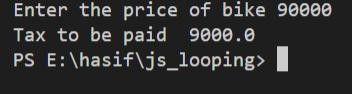 Enter the price of bike 90000
Tax to be paid  9000.0
PS E:\hasif\js_looping>